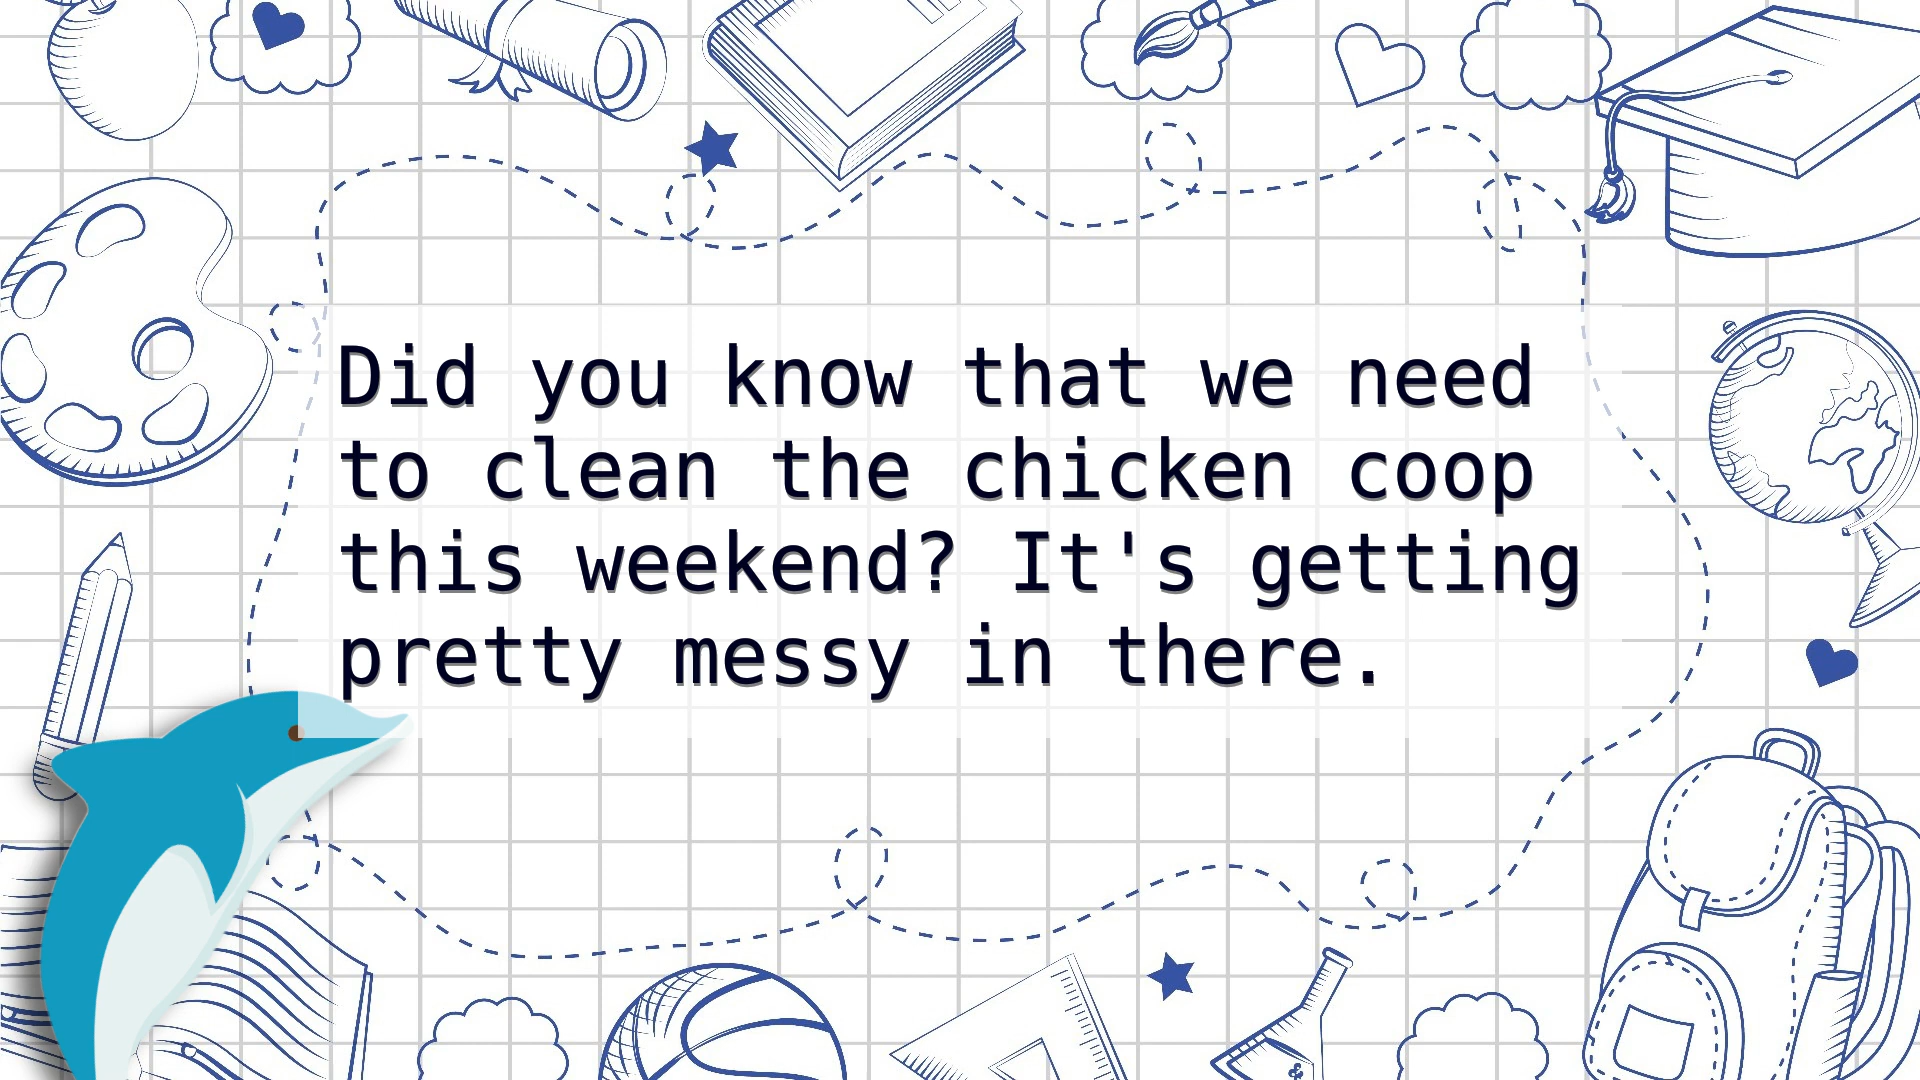 Did you know that we need
to clean the chicken coop
this weekend? It's getting
pretty messy in there.